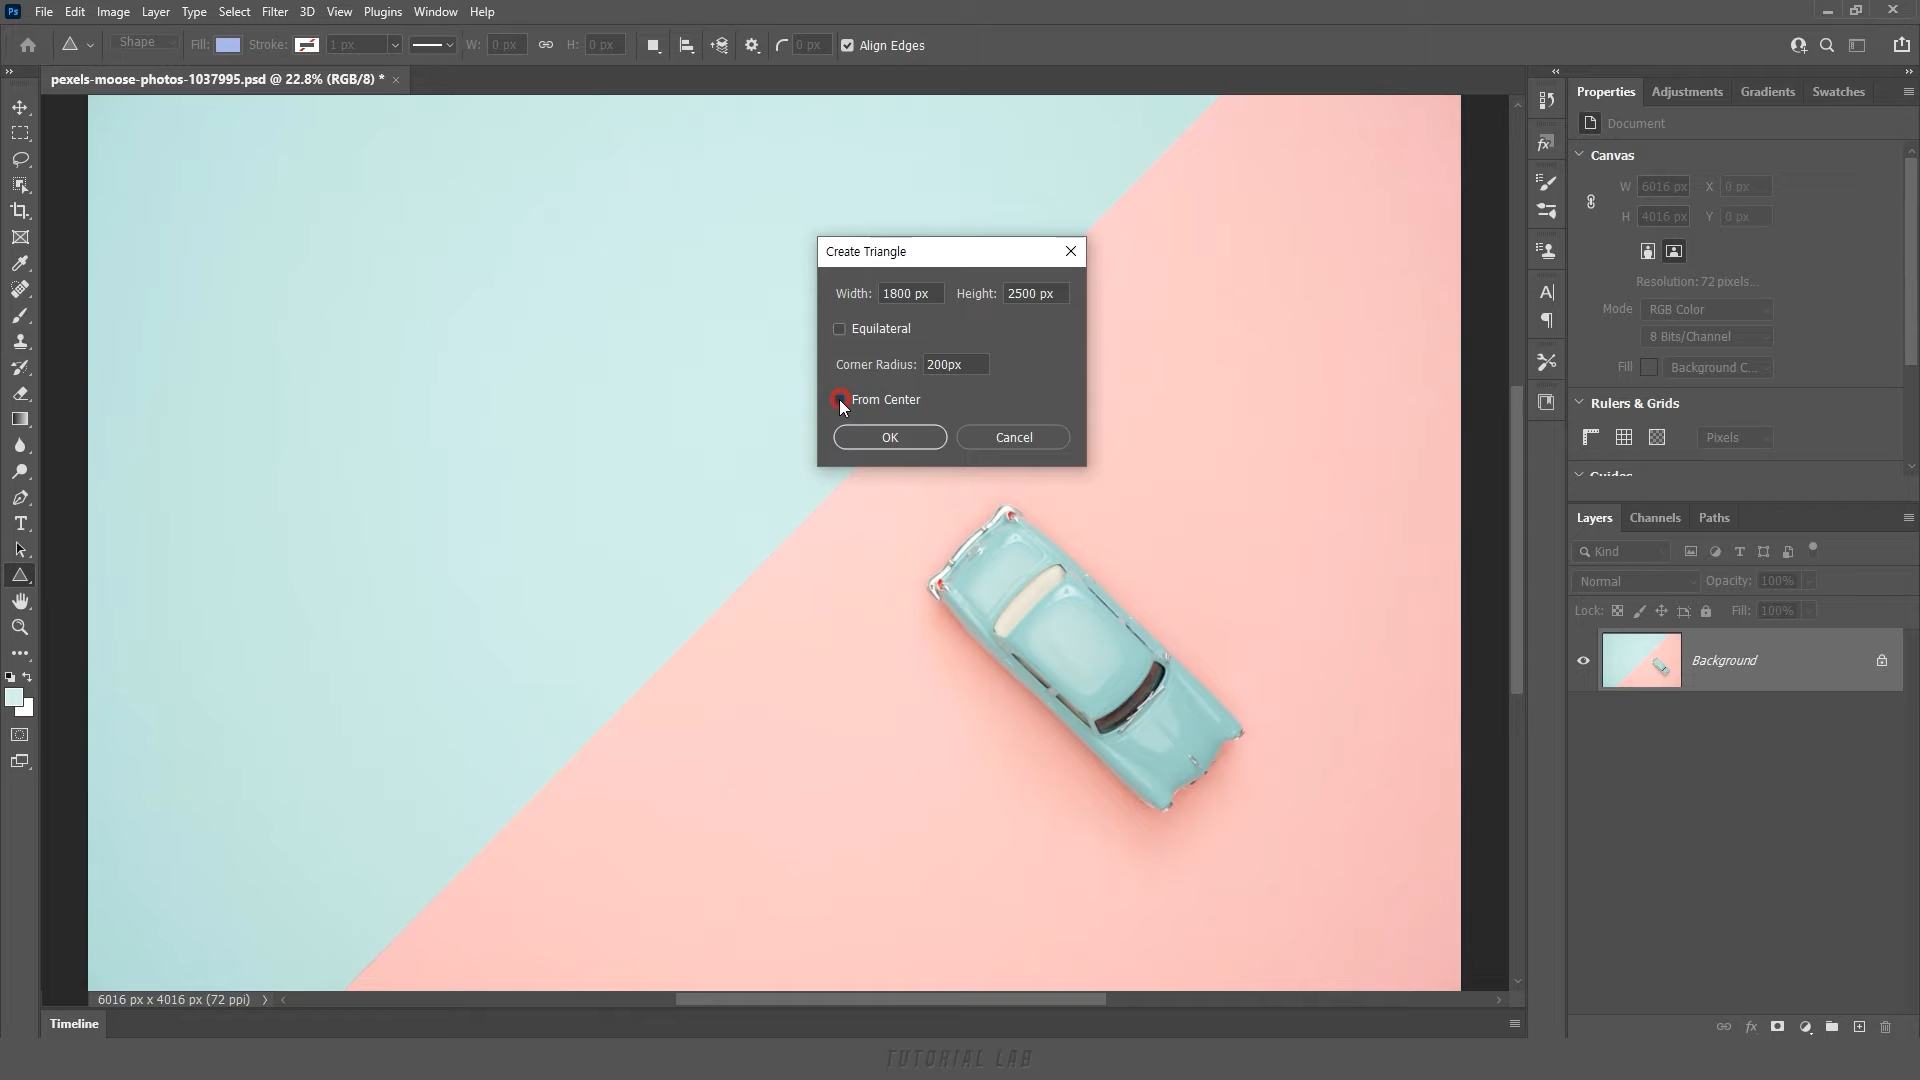 Ps File Edit Image Layer Type Select Filter 3D View Plugins Window Help
Shape Fill: Stroke: 1 px W: 0 px H: 0 px 0 px Align Edges
pexels-moose-photos-1037995.psd @ 22.8% (RGB/8) * ×
Properties Adjustments Gradients Swatches
Document
Canvas
W 6016 px X 0 px
H 4016 px Y 0 px
Resolution: 72 pixels...
Mode RGB Color
8 Bits/Channel
Fill Background C...
Rulers & Grids
Pixels
Guides
Create Triangle
Width: 1800 px Height: 2500 px
Equilateral
Corner Radius: 200px
From Center
OK Cancel
Layers Channels Paths
Kind
Normal Opacity: 100%
Lock: Fill: 100%
Background
6016 px x 4016 px (72 ppi)
Timeline
TUTORIAL LAB